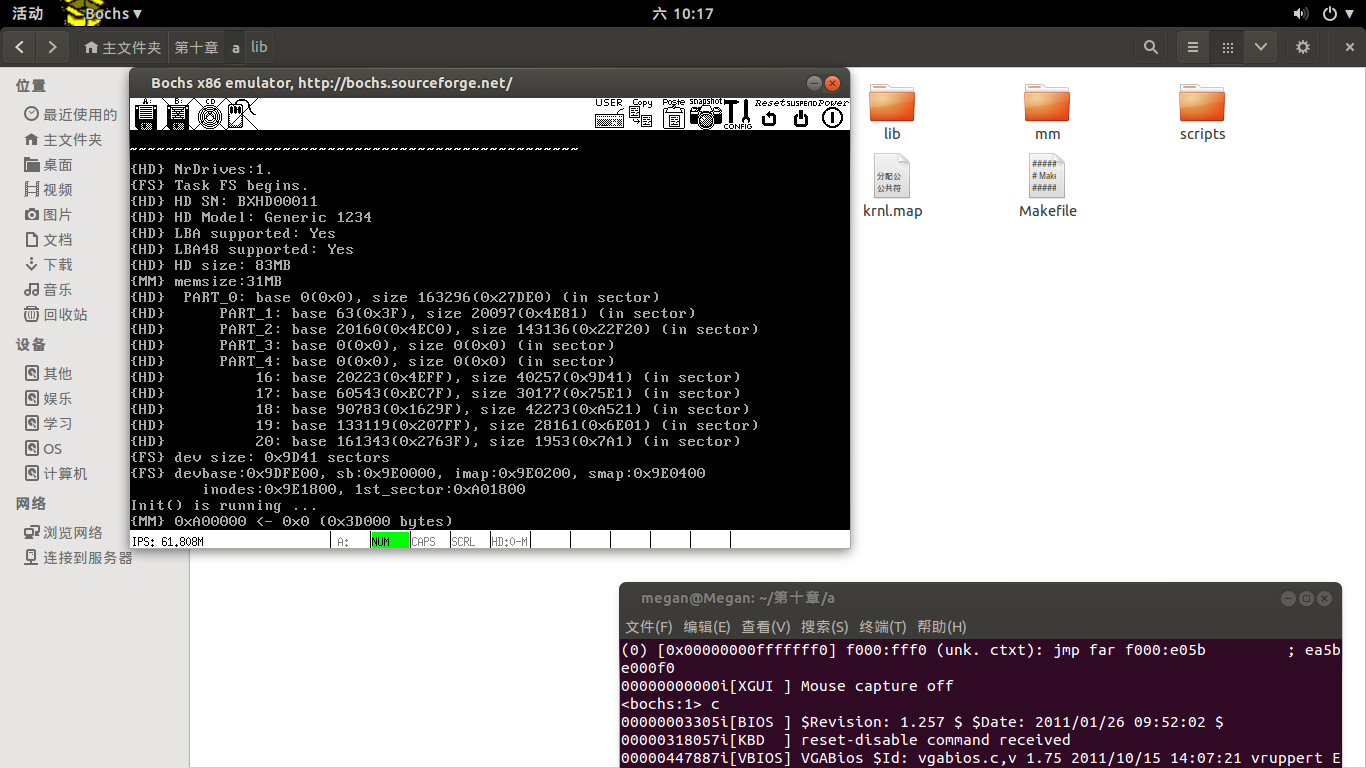 活动 Bochs ▾ 六 10:17
主文件夹 第十章 a lib
位置
最近使用的
主文件夹
桌面
视频
图片
文档
下载
音乐
回收站
设备
其他
娱乐
学习
OS
计算机
网络
浏览网络
连接到服务器
Bochs x86 emulator, http://bochs.sourceforge.net/
A: B: CD USER Copy Paste snapshot CONFIG Reset SUSPEND Power
~~~~~~~~~~~~~~~~~~~~~~~~~~~~~~~~~~~~~~~~~~~~~~~~~~
{HD} NrDrives:1.
{FS} Task FS begins.
{HD} HD SN: BXHD00011
{HD} HD Model: Generic 1234
{HD} LBA supported: Yes
{HD} LBA48 supported: Yes
{HD} HD size: 83MB
{MM} memsize:31MB
{HD}  PART_0: base 0(0x0), size 163296(0x27DE0) (in sector)
{HD}      PART_1: base 63(0x3F), size 20097(0x4E81) (in sector)
{HD}      PART_2: base 20160(0x4EC0), size 143136(0x22F20) (in sector)
{HD}      PART_3: base 0(0x0), size 0(0x0) (in sector)
{HD}      PART_4: base 0(0x0), size 0(0x0) (in sector)
{HD}          16: base 20223(0x4EFF), size 40257(0x9D41) (in sector)
{HD}          17: base 60543(0xEC7F), size 30177(0x75E1) (in sector)
{HD}          18: base 90783(0x1629F), size 42273(0xA521) (in sector)
{HD}          19: base 133119(0x207FF), size 28161(0x6E01) (in sector)
{HD}          20: base 161343(0x2763F), size 1953(0x7A1) (in sector)
{FS} dev size: 0x9D41 sectors
{FS} devbase:0x9DFE00, sb:0x9E0000, imap:0x9E0200, smap:0x9E0400
        inodes:0x9E1800, 1st_sector:0xA01800
Init() is running ...
{MM} 0xA00000 <- 0x0 (0x3D000 bytes)
IPS: 61.808M A: NUM CAPS SCRL HD:0-M
lib mm scripts
分配公
公共符
krnl.map
#####
# Make
#####
Makefile
megan@Megan: ~/第十章/a
文件(F) 编辑(E) 查看(V) 搜索(S) 终端(T) 帮助(H)
(0) [0x00000000fffffff0] f000:fff0 (unk. ctxt): jmp far f000:e05b         ; ea5b
e000f0
00000000000i[XGUI ] Mouse capture off
<bochs:1> c
00000003305i[BIOS ] $Revision: 1.257 $ $Date: 2011/01/26 09:52:02 $
00000318057i[KBD  ] reset-disable command received
00000447887i[VBIOS] VGABios $Id: vgabios.c,v 1.75 2011/10/15 14:07:21 vruppert E